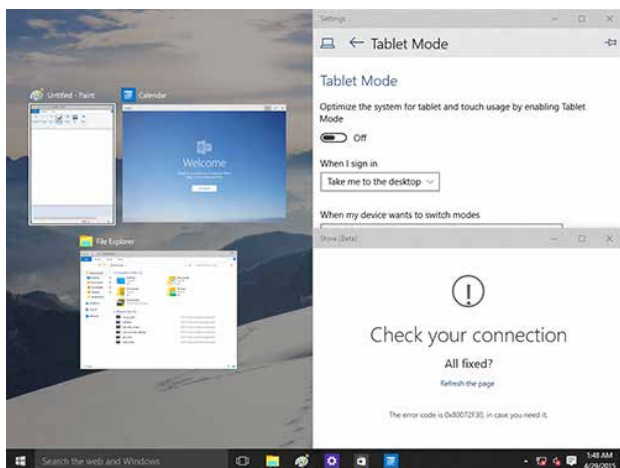 Settings
Tablet Mode
Tablet Mode
Optimize the system for tablet and touch usage by enabling Tablet
Mode
Off
When I sign in
Take me to the desktop
When my device wants to switch modes
Untitled - Paint
Calendar
Welcome
File Explorer
Store (Beta)
Check your connection
All fixed?
Refresh the page
The error code is 0x80072F30, in case you need it.
Search the web and Windows
1:48 AM
4/29/2015